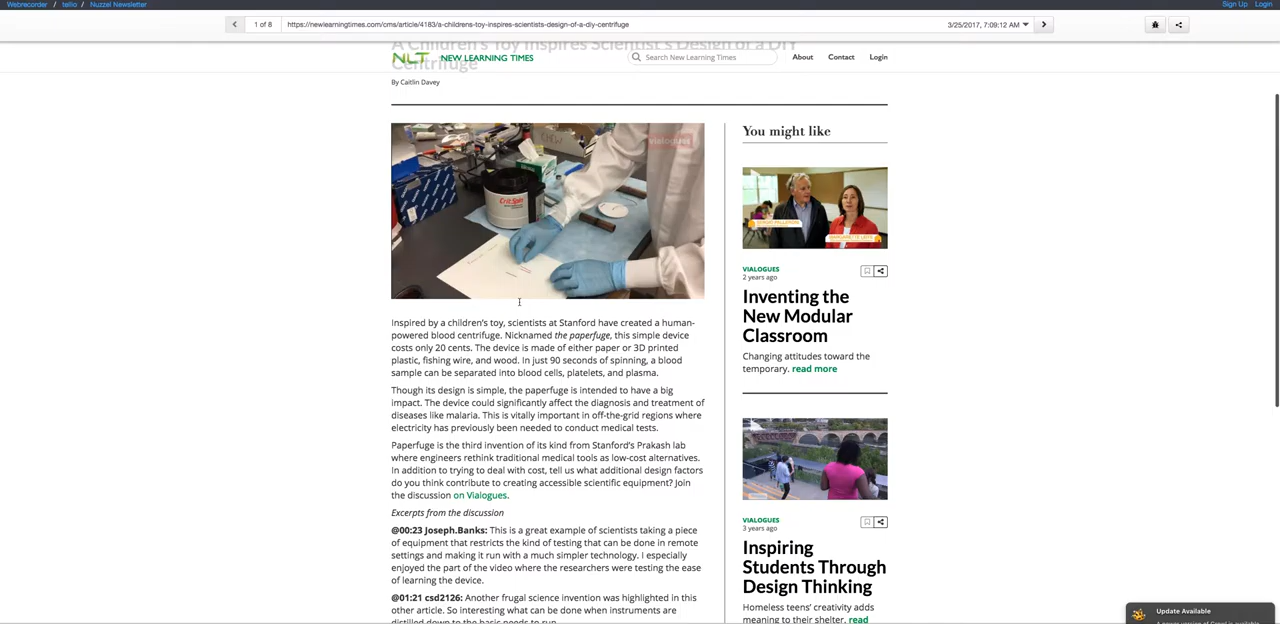 Webrecorder / tellio / Nuzzel Newsletter
Sign Up Login
1 of 8 https://newlearningtimes.com/cms/article/4183/a-childrens-toy-inspires-scientists-design-of-a-diy-centrifuge 3/25/2017, 7:09:12 AM
A Children's Toy Inspires Scientist's Design of a DIY
Centrifuge
NLT NEW LEARNING TIMES Search New Learning Times About Contact Login
By Caitlin Davey
vialogues
CritSpin
Inspired by a children's toy, scientists at Stanford have created a human-
powered blood centrifuge. Nicknamed the paperfuge, this simple device
costs only 20 cents. The device is made of either paper or 3D printed
plastic, fishing wire, and wood. In just 90 seconds of spinning, a blood
sample can be separated into blood cells, platelets, and plasma.
Though its design is simple, the paperfuge is intended to have a big
impact. The device could significantly affect the diagnosis and treatment of
diseases like malaria. This is vitally important in off-the-grid regions where
electricity has previously been needed to conduct medical tests.
Paperfuge is the third invention of its kind from Stanford's Prakash lab
where engineers rethink traditional medical tools as low-cost alternatives.
In addition to trying to deal with cost, tell us what additional design factors
do you think contribute to creating accessible scientific equipment? Join
the discussion on Vialogues.
Excerpts from the discussion
@00:23 Joseph.Banks: This is a great example of scientists taking a piece
of equipment that restricts the kind of testing that can be done in remote
settings and making it run with a much simpler technology. I especially
enjoyed the part of the video where the researchers were testing the ease
of learning the device.
@01:21 csd2126: Another frugal science invention was highlighted in this
other article. So interesting what can be done when instruments are
distilled down to the basic needs to run.
You might like
VIALOGUES
2 years ago
Inventing the
New Modular
Classroom
Changing attitudes toward the
temporary. read more
VIALOGUES
3 years ago
Inspiring
Students Through
Design Thinking
Homeless teens' creativity adds
meaning to their shelter. read
Update Available